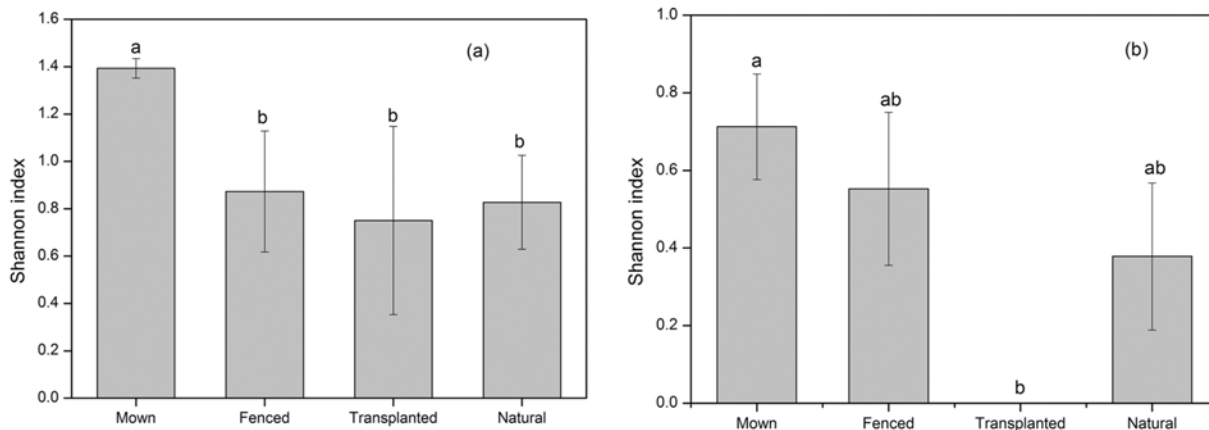 1.6
1.4
1.2
1.0
0.8
0.6
0.4
0.2
0.0
Shannon index
(a)
a
b
b
b
Mown Fenced Transplanted Natural
1.0
0.8
0.6
0.4
0.2
0.0
Shannon index
(b)
a
ab
b
ab
Mown Fenced Transplanted Natural